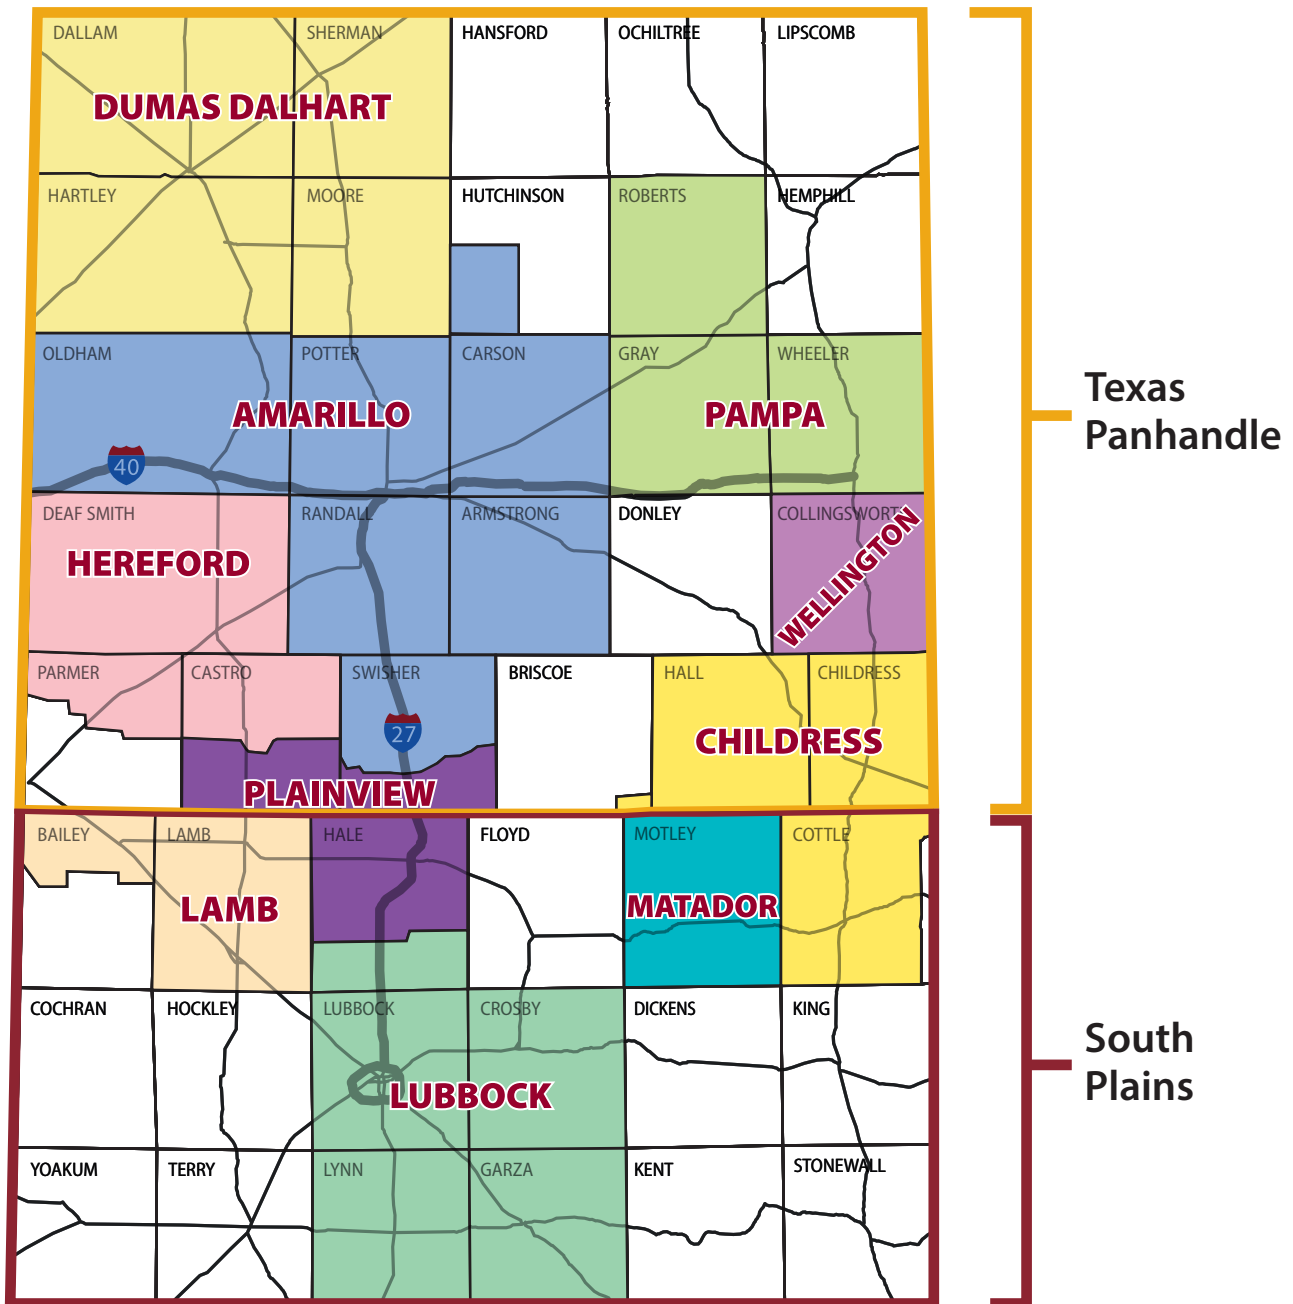 DALLAM
SHERMAN
HANSFORD
OCHILTREE
LIPSCOMB
DUMAS DALHART
HARTLEY
MOORE
HUTCHINSON
ROBERTS
HEMPHILL
OLDHAM
POTTER
CARSON
GRAY
WHEELER
Texas
Panhandle
AMARILLO
PAMPA
40
DEAF SMITH
RANDALL
ARMSTRONG
DONLEY
COLLINGSWORT
HEREFORD
WELLINGTON
PARMER
CASTRO
SWISHER
BRISCOE
HALL
CHILDRESS
27
CHILDRESS
PLAINVIEW
BAILEY
LAMB
HALE
FLOYD
MOTLEY
COTTLE
LAMB
MATADOR
COCHRAN
HOCKLEY
LUBBOCK
CROSBY
DICKENS
KING
South
Plains
LUBBOCK
YOAKUM
TERRY
LYNN
GARZA
KENT
STONEWALL